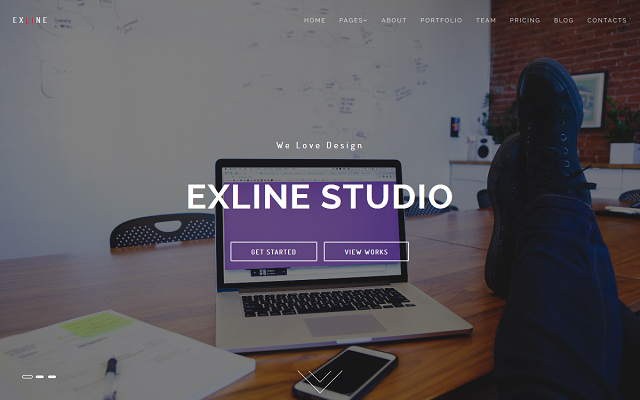 EXLINE
HOME PAGES ABOUT PORTFOLIO TEAM PRICING BLOG CONTACTS
We Love Design
EXLINE STUDIO
GET STARTED VIEW WORKS